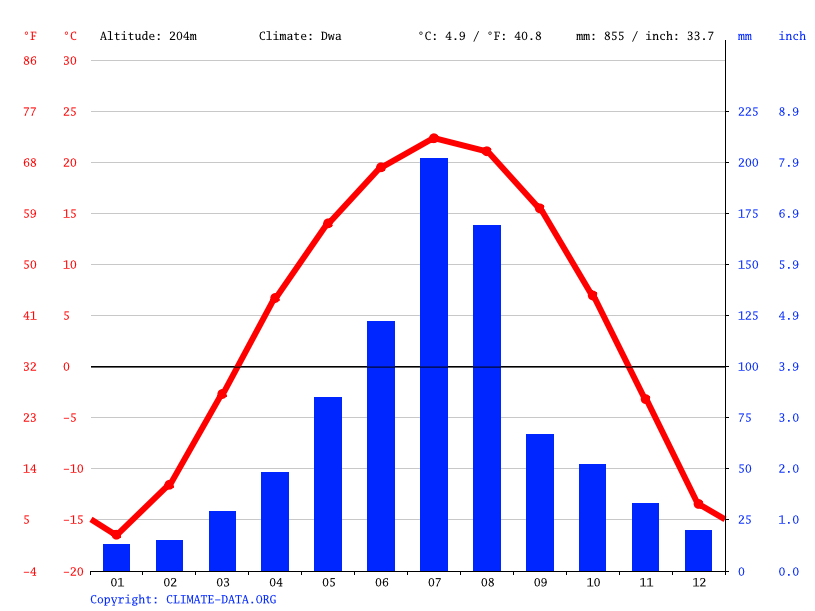 °F °C Altitude: 204m Climate: Dwa °C: 4.9 / °F: 40.8 mm: 855 / inch: 33.7 mm inch
86 30
77 25 225 8.9
68 20 200 7.9
59 15 175 6.9
50 10 150 5.9
41 5 125 4.9
32 0 100 3.9
23 -5 75 3.0
14 -10 50 2.0
5 -15 25 1.0
-4 -20 0 0.0
01 02 03 04 05 06 07 08 09 10 11 12
Copyright: CLIMATE-DATA.ORG